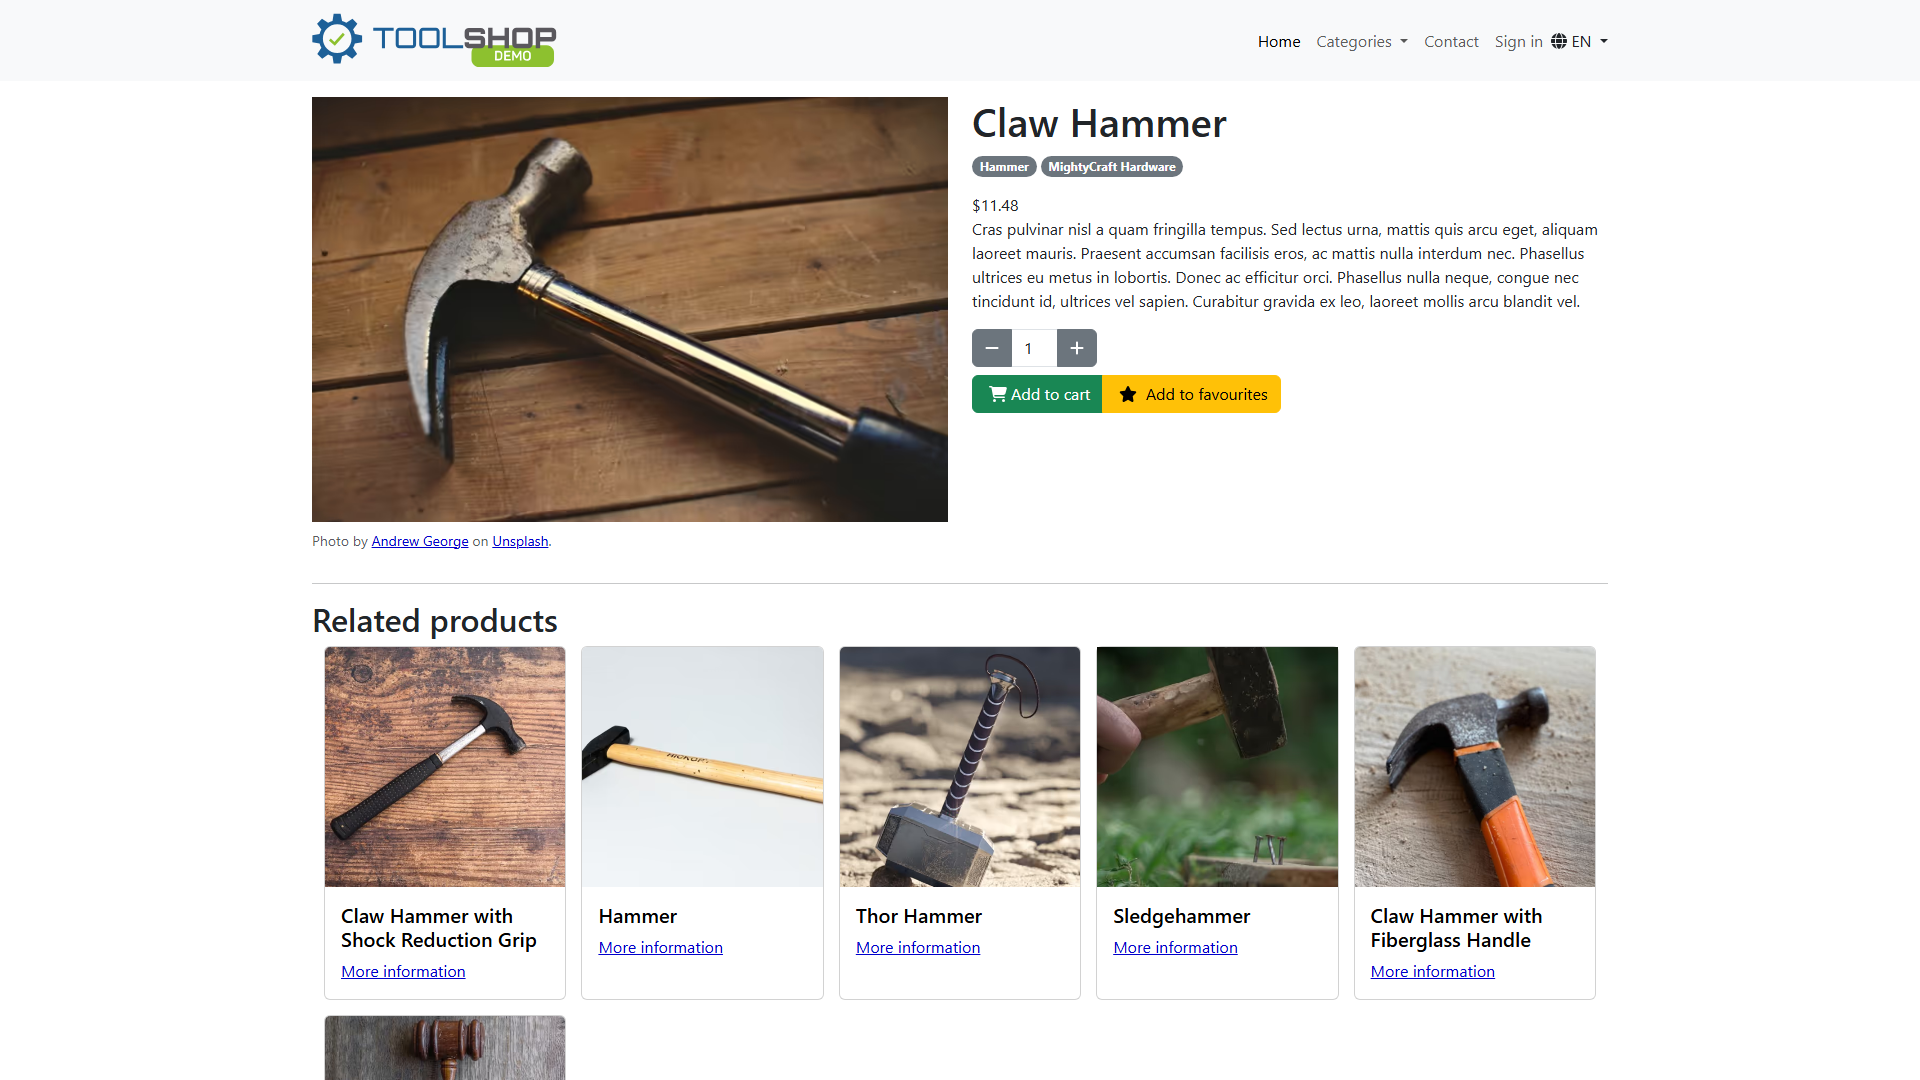 TOOLSHOP
DEMO
Home Categories Contact Sign in EN
Claw Hammer
Hammer MightyCraft Hardware
$11.48
Cras pulvinar nisl a quam fringilla tempus. Sed lectus urna, mattis quis arcu eget, aliquam
laoreet mauris. Praesent accumsan facilisis eros, ac mattis nulla interdum nec. Phasellus
ultrices eu metus in lobortis. Donec ac efficitur orci. Phasellus nulla neque, congue nec
tincidunt id, ultrices vel sapien. Curabitur gravida ex leo, laoreet mollis arcu blandit vel.
1
Add to cart Add to favourites
Photo by Andrew George on Unsplash.
Related products
Claw Hammer with
Shock Reduction Grip
More information
Hammer
More information
Thor Hammer
More information
Sledgehammer
More information
Claw Hammer with
Fiberglass Handle
More information